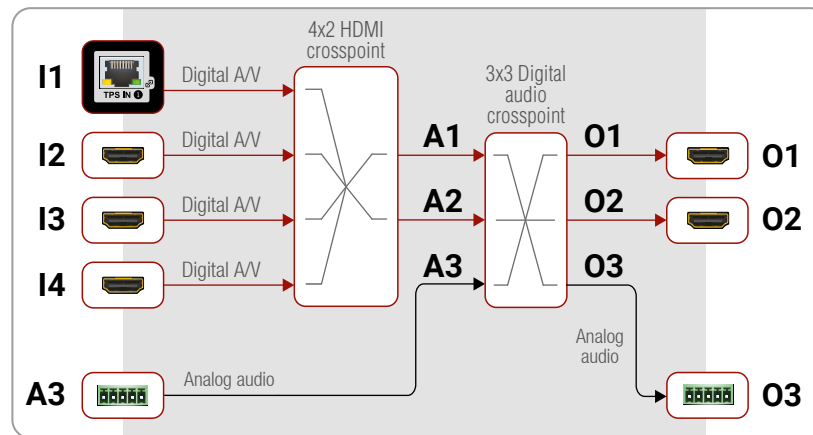 4x2 HDMI
crosspoint
I1
TPS IN 1
Digital A/V
3x3 Digital
audio
crosspoint
I2
Digital A/V
A1
O1
O1
I3
Digital A/V
A2
O2
O2
I4
Digital A/V
A3
O3
Analog
audio
A3
Analog audio
O3